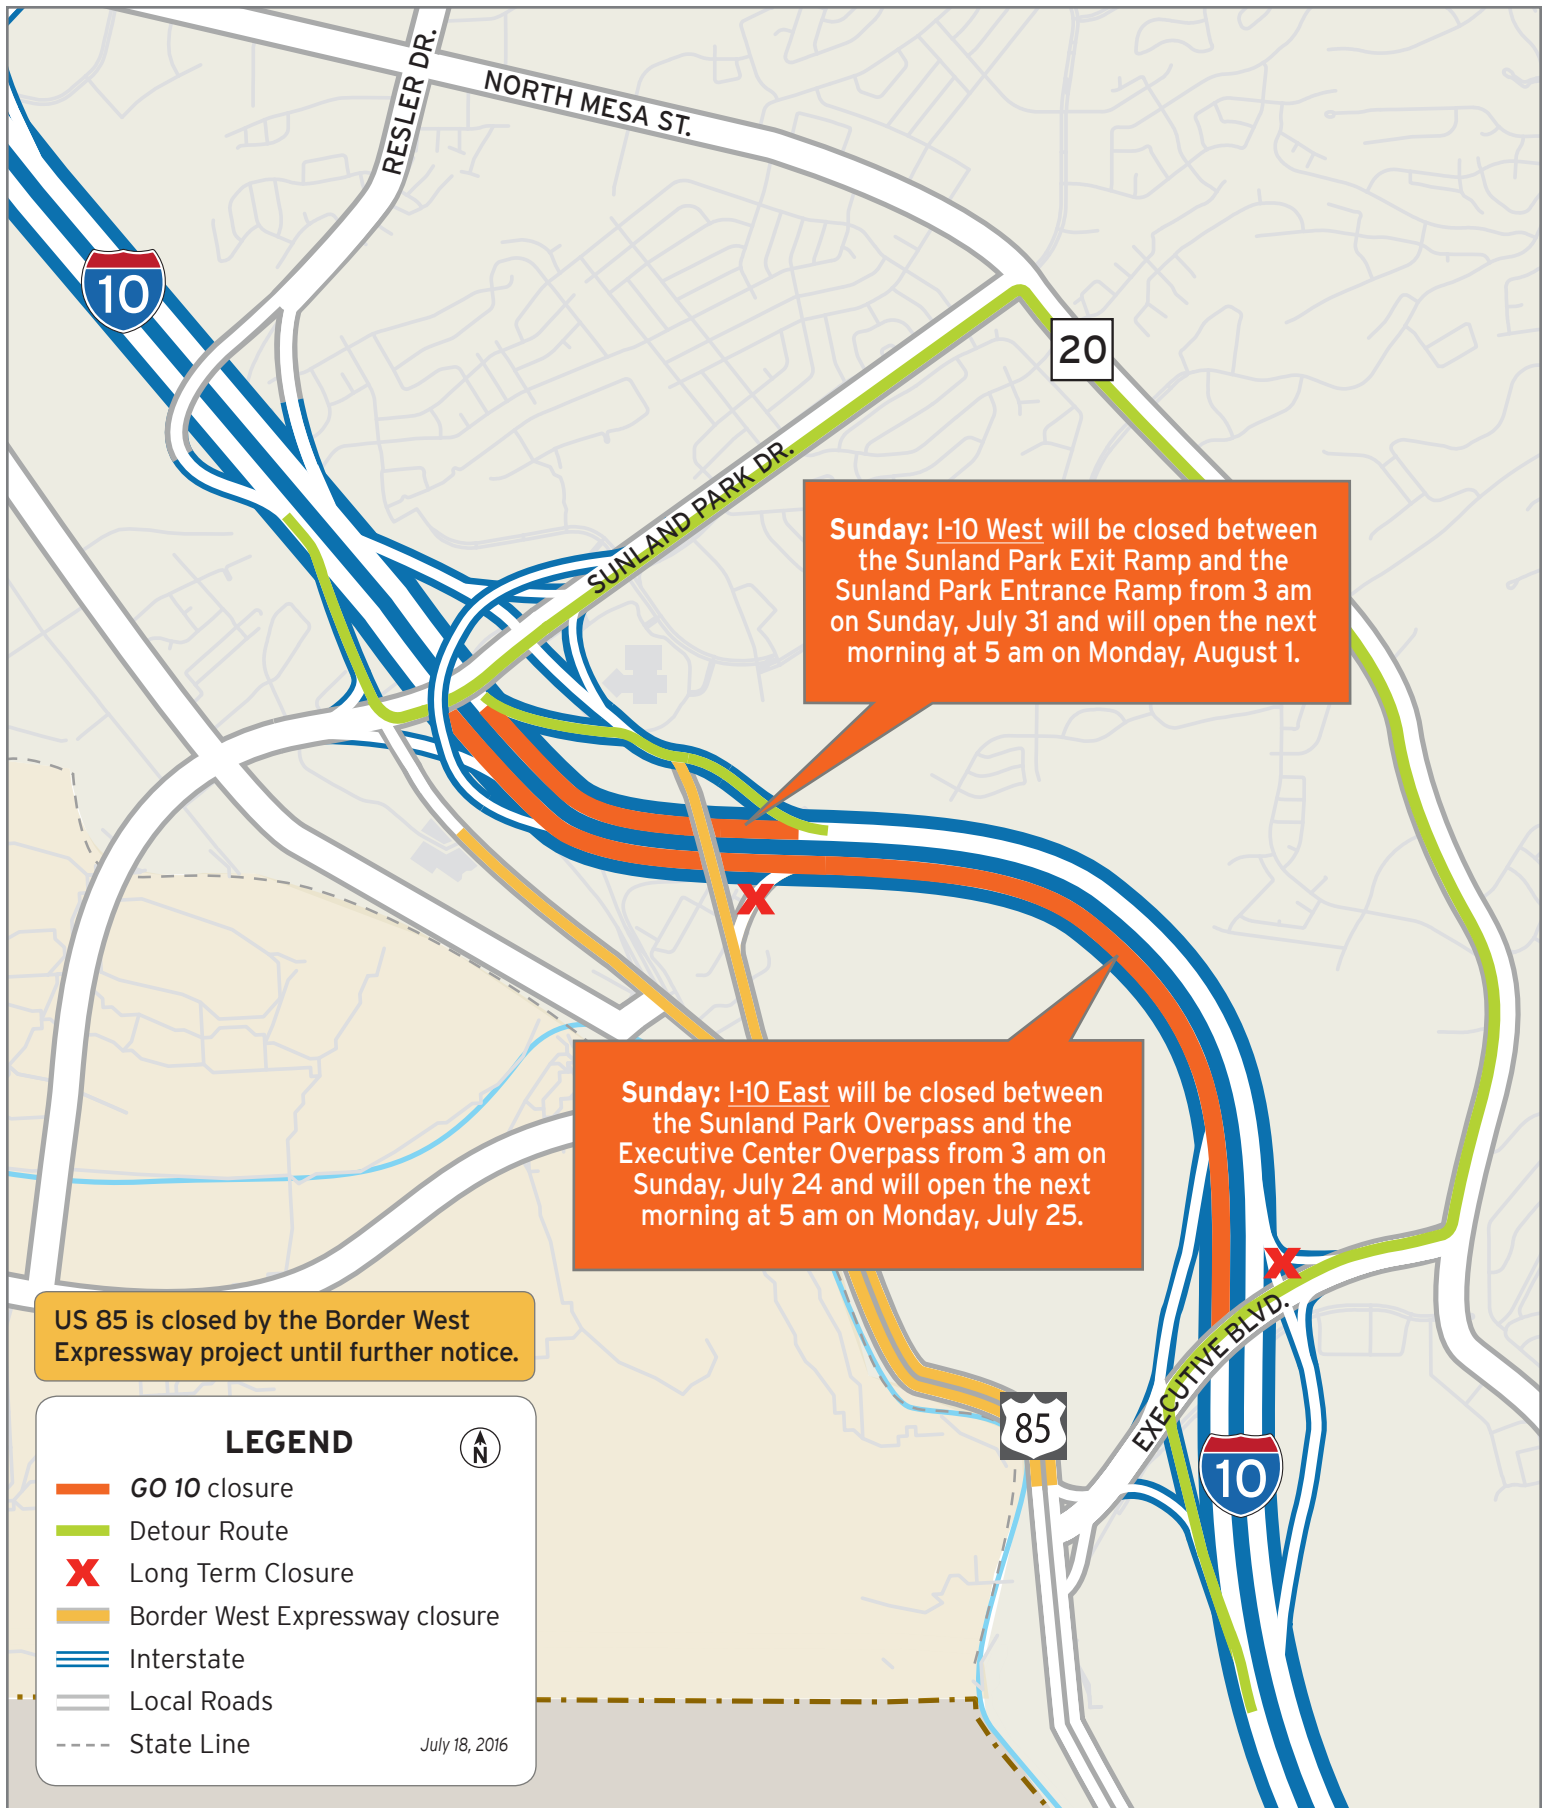 RESLER DR.
NORTH MESA ST.
10
20
SUNLAND PARK DR.
Sunday: I-10 West will be closed between
the Sunland Park Exit Ramp and the
Sunland Park Entrance Ramp from 3 am
on Sunday, July 31 and will open the next
morning at 5 am on Monday, August 1.
X
Sunday: I-10 East will be closed between
the Sunland Park Overpass and the
Executive Center Overpass from 3 am on
Sunday, July 24 and will open the next
morning at 5 am on Monday, July 25.
X
EXECUTIVE BLVD.
US 85 is closed by the Border West
Expressway project until further notice.
85
10
LEGEND
N
GO 10 closure
Detour Route
X Long Term Closure
Border West Expressway closure
Interstate
Local Roads
State Line
July 18, 2016